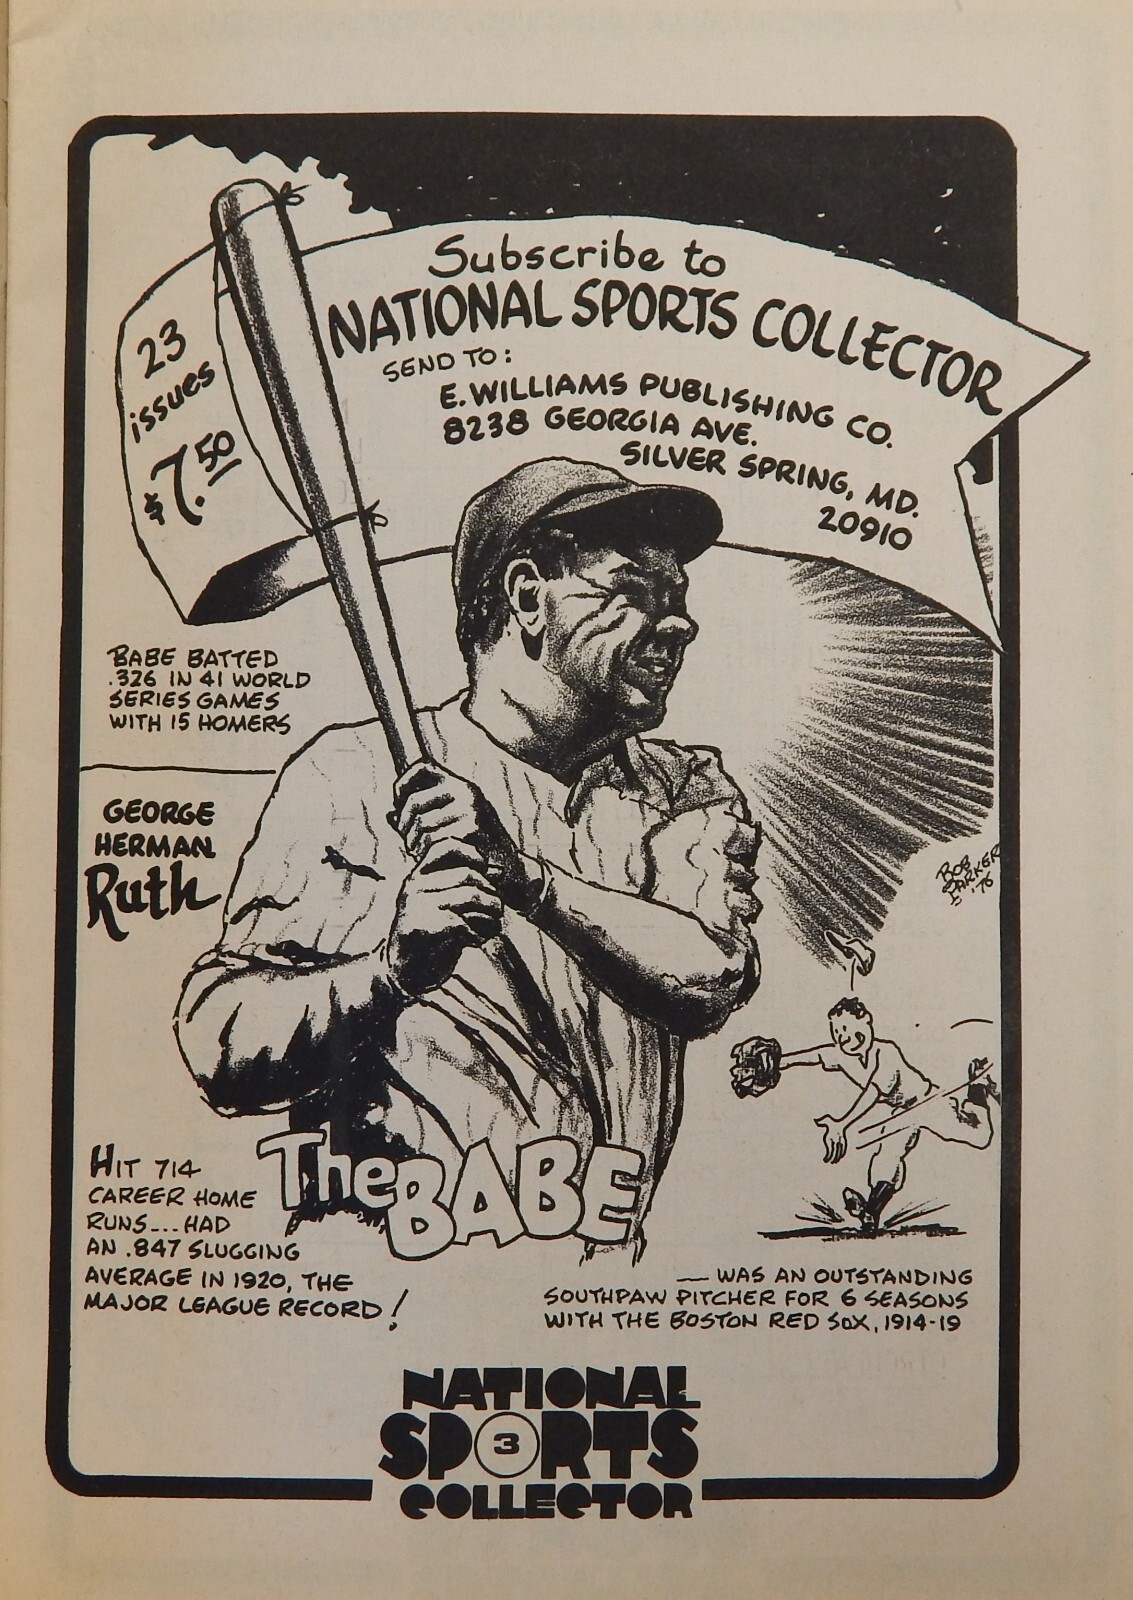 Subscribe to
NATIONAL SPORTS COLLECTOR
SEND TO:
E. WILLIAMS PUBLISHING CO.
8238 GEORGIA AVE.
SILVER SPRING, MD.
20910
23
issues
$7.50
BABE BATTED
.326 IN 41 WORLD
SERIES GAMES
WITH 15 HOMERS
GEORGE
HERMAN
Ruth
BOB
PARKER
'76
The BABE
HIT 714
CAREER HOME
RUNS... HAD
AN .847 SLUGGING
AVERAGE IN 1920, THE
MAJOR LEAGUE RECORD!
— WAS AN OUTSTANDING
SOUTHPAW PITCHER FOR 6 SEASONS
WITH THE BOSTON RED SOX, 1914-19
NATIONAL
SPORTS
3
COLLECTOR